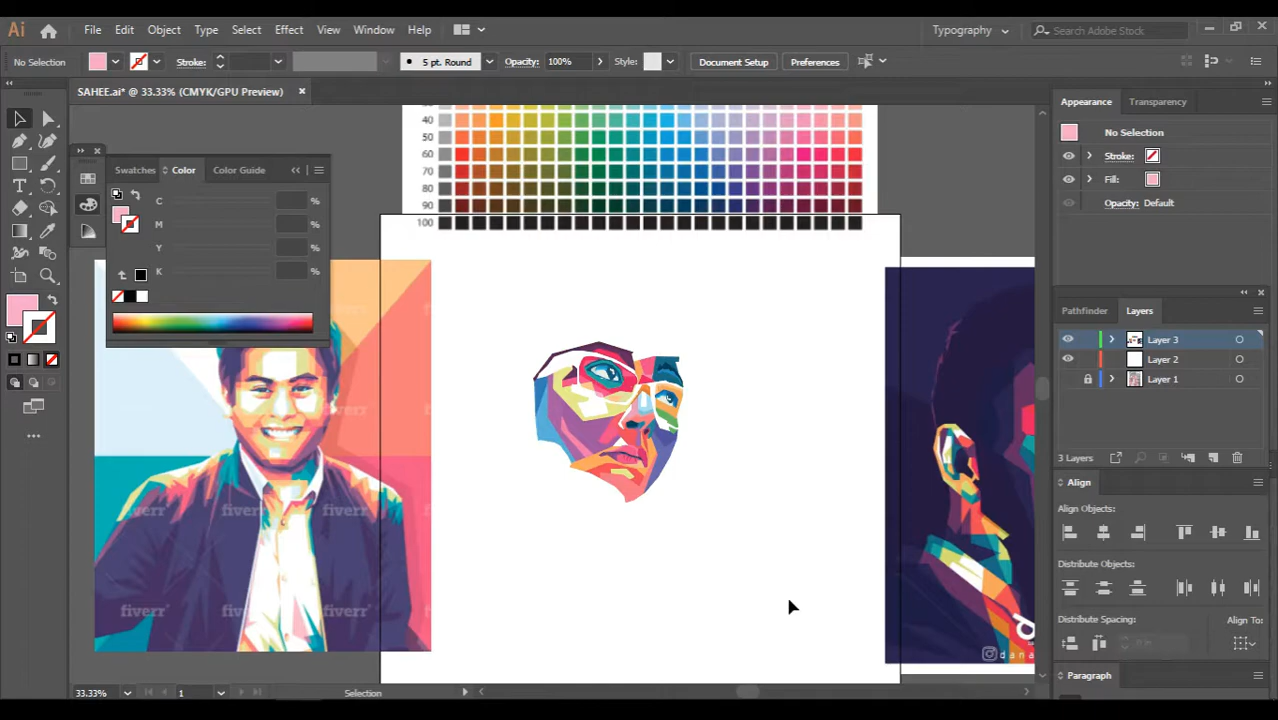 Ai File Edit Object Type Select Effect View Window Help Typography Search Adobe Stock
No Selection Stroke: 5 pt. Round Opacity: 100% Style: Document Setup Preferences
SAHEE.ai* @ 33.33% (CMYK/GPU Preview)
Swatches Color Color Guide
C %
M %
Y %
K %
40
50
60
70
80
90
100
fiverr fiverr fiverr
fiverr fiverr fiverr
danა
Appearance Transparency
No Selection
Stroke:
Fill:
Opacity: Default
Pathfinder Layers
Layer 3
Layer 2
Layer 1
3 Layers
Align
Align Objects:
Distribute Objects:
Distribute Spacing: Align To:
Paragraph
33.33% 1 Selection